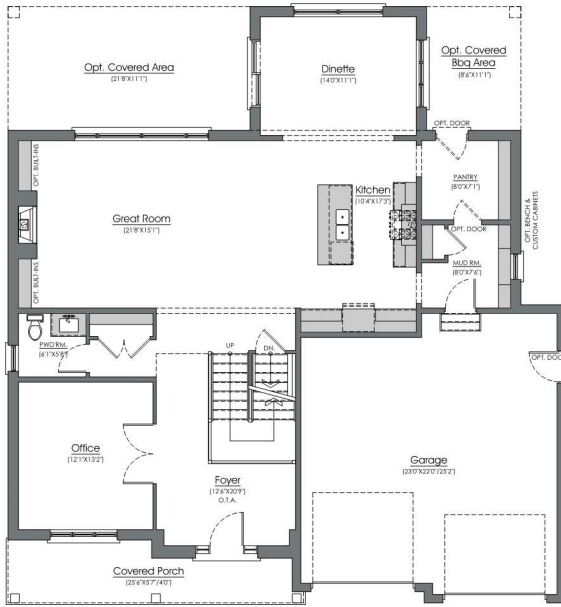 Opt. Covered Area
(21'8"X11'1")
Dinette
(14'0"X11'1")
Opt. Covered
Bbq Area
(8'6"X11'1")
OPT. DOOR
OPT. BUILT-INS
PANTRY
(8'0"X7'1")
Kitchen
(10'4"X17'3")
Great Room
(21'8"X15'1")
OPT. DOOR
OPT. BENCH &
CUSTOM CABINETS
MUD RM.
(8'0"X7'6")
OPT. BUILT-INS
PWD'RM.
(6'1"X5'8")
UP
DN.
OPT. DOO
Office
(12'1"X13'2")
Garage
(23'0"X22'0"/25'2")
Foyer
(12'6"X20'9")
O.T.A.
Covered Porch
(25'6"X5'7"/4'0")